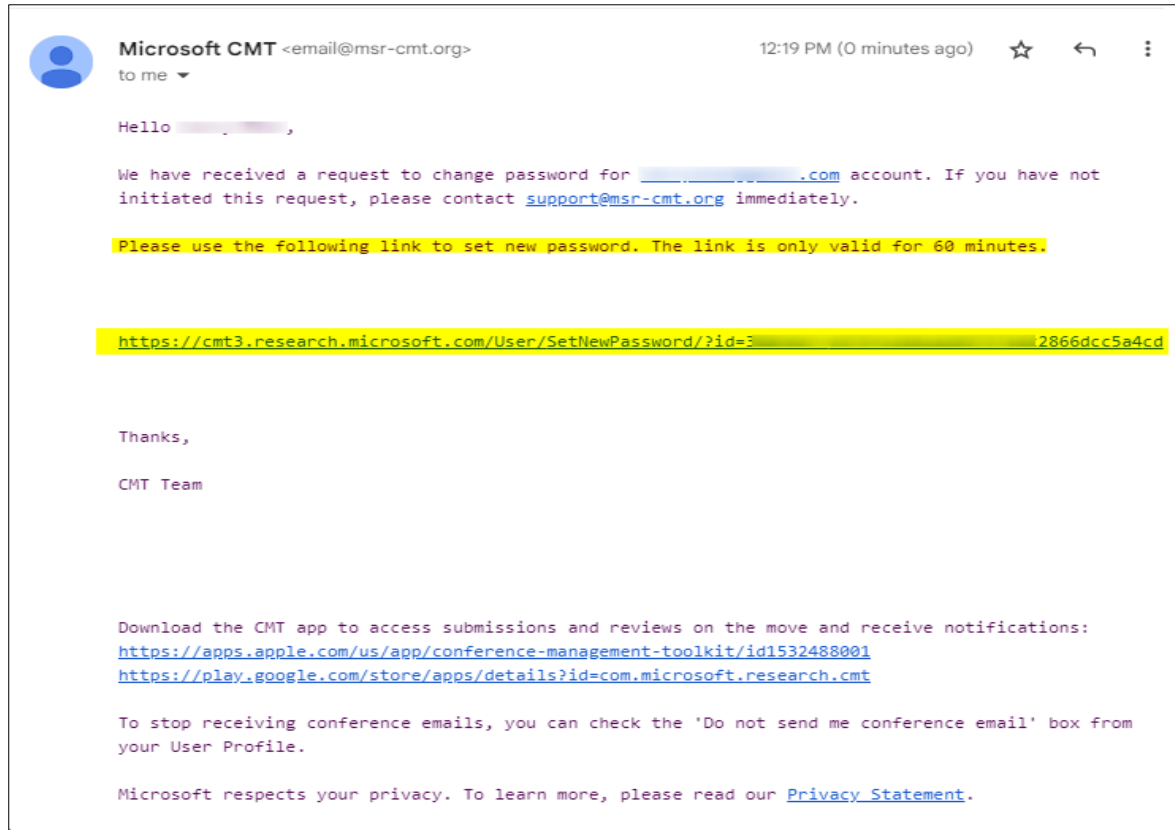 Microsoft CMT <email@msr-cmt.org> 12:19 PM (0 minutes ago)
to me
Hello ,
We have received a request to change password for .com account. If you have not
initiated this request, please contact support@msr-cmt.org immediately.
Please use the following link to set new password. The link is only valid for 60 minutes.
https://cmt3.research.microsoft.com/User/SetNewPassword/?id=3 2866dcc5a4cd
Thanks,
CMT Team
Download the CMT app to access submissions and reviews on the move and receive notifications:
https://apps.apple.com/us/app/conference-management-toolkit/id1532488001
https://play.google.com/store/apps/details?id=com.microsoft.research.cmt
To stop receiving conference emails, you can check the 'Do not send me conference email' box from
your User Profile.
Microsoft respects your privacy. To learn more, please read our Privacy Statement.